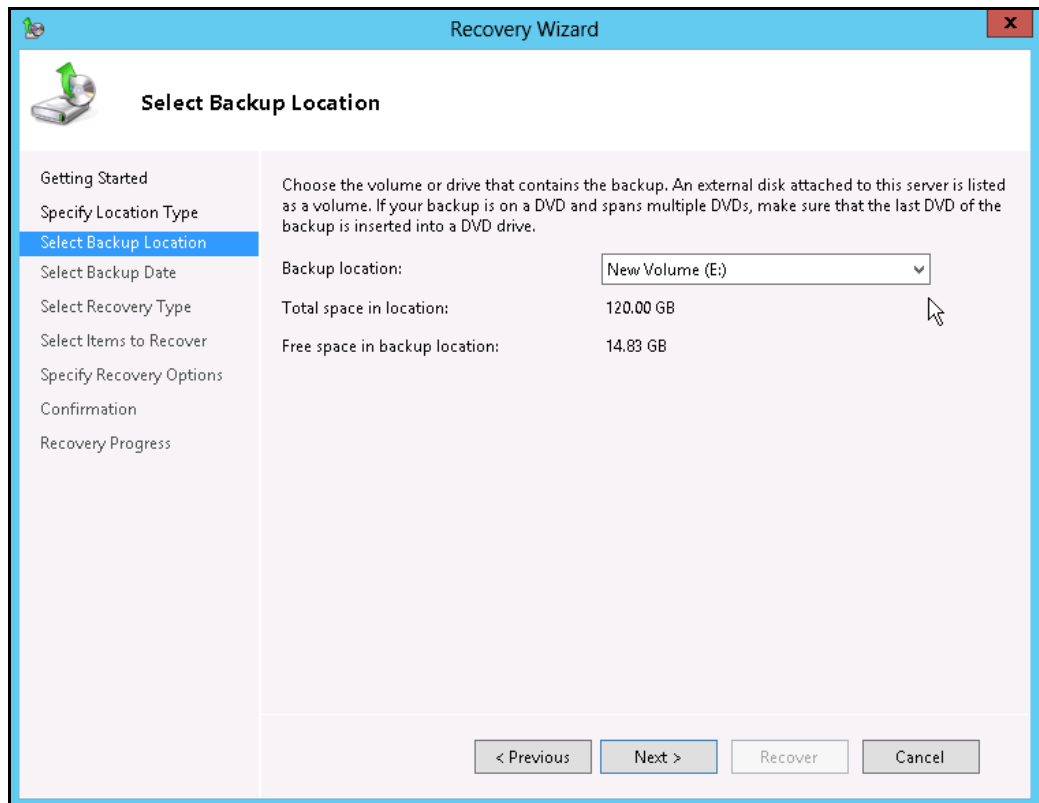 Recovery Wizard
x
Select Backup Location
Getting Started
Specify Location Type
Select Backup Location
Select Backup Date
Select Recovery Type
Select Items to Recover
Specify Recovery Options
Confirmation
Recovery Progress
Choose the volume or drive that contains the backup. An external disk attached to this server is listed
as a volume. If your backup is on a DVD and spans multiple DVDs, make sure that the last DVD of the
backup is inserted into a DVD drive.
Backup location: New Volume (E:)
Total space in location: 120.00 GB
Free space in backup location: 14.83 GB
< Previous Next > Recover Cancel